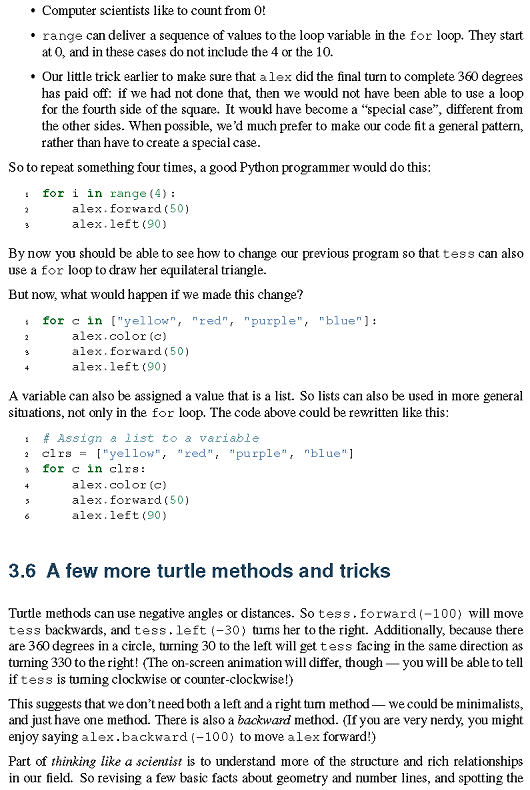 • Computer scientists like to count from 0!
• range can deliver a sequence of values to the loop variable in the for loop. They start
at 0, and in these cases do not include the 4 or the 10.
• Our little trick earlier to make sure that alex did the final turn to complete 360 degrees
has paid off: if we had not done that, then we would not have been able to use a loop
for the fourth side of the square. It would have become a “special case”, different from
the other sides. When possible, we’d much prefer to make our code fit a general pattern,
rather than have to create a special case.
So to repeat something four times, a good Python programmer would do this:
1 for i in range(4):
2     alex.forward(50)
3     alex.left(90)
By now you should be able to see how to change our previous program so that tess can also
use a for loop to draw her equilateral triangle.
But now, what would happen if we made this change?
1 for c in ["yellow", "red", "purple", "blue"]:
2     alex.color(c)
3     alex.forward(50)
4     alex.left(90)
A variable can also be assigned a value that is a list. So lists can also be used in more general
situations, not only in the for loop. The code above could be rewritten like this:
1 # Assign a list to a variable
2 clrs = ["yellow", "red", "purple", "blue"]
3 for c in clrs:
4     alex.color(c)
5     alex.forward(50)
6     alex.left(90)
3.6 A few more turtle methods and tricks
Turtle methods can use negative angles or distances. So tess.forward(-100) will move
tess backwards, and tess.left(-30) turns her to the right. Additionally, because there
are 360 degrees in a circle, turning 30 to the left will get tess facing in the same direction as
turning 330 to the right! (The on-screen animation will differ, though — you will be able to tell
if tess is turning clockwise or counter-clockwise!)
This suggests that we don’t need both a left and a right turn method — we could be minimalists,
and just have one method. There is also a backward method. (If you are very nerdy, you might
enjoy saying alex.backward(-100) to move alex forward!)
Part of thinking like a scientist is to understand more of the structure and rich relationships
in our field. So revising a few basic facts about geometry and number lines, and spotting the